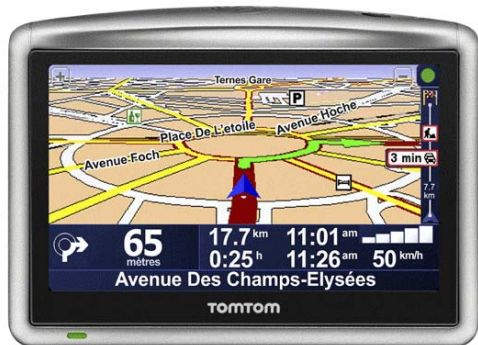 Ternes Gare
P
Place De L'etoile
Avenue Hoche
Avenue Foch
3 min
7.7
km
65
mètres
17.7 km
11:01 am
0:25 h
11:26 am
50 km/h
Avenue Des Champs-Elysées
TOMTOM